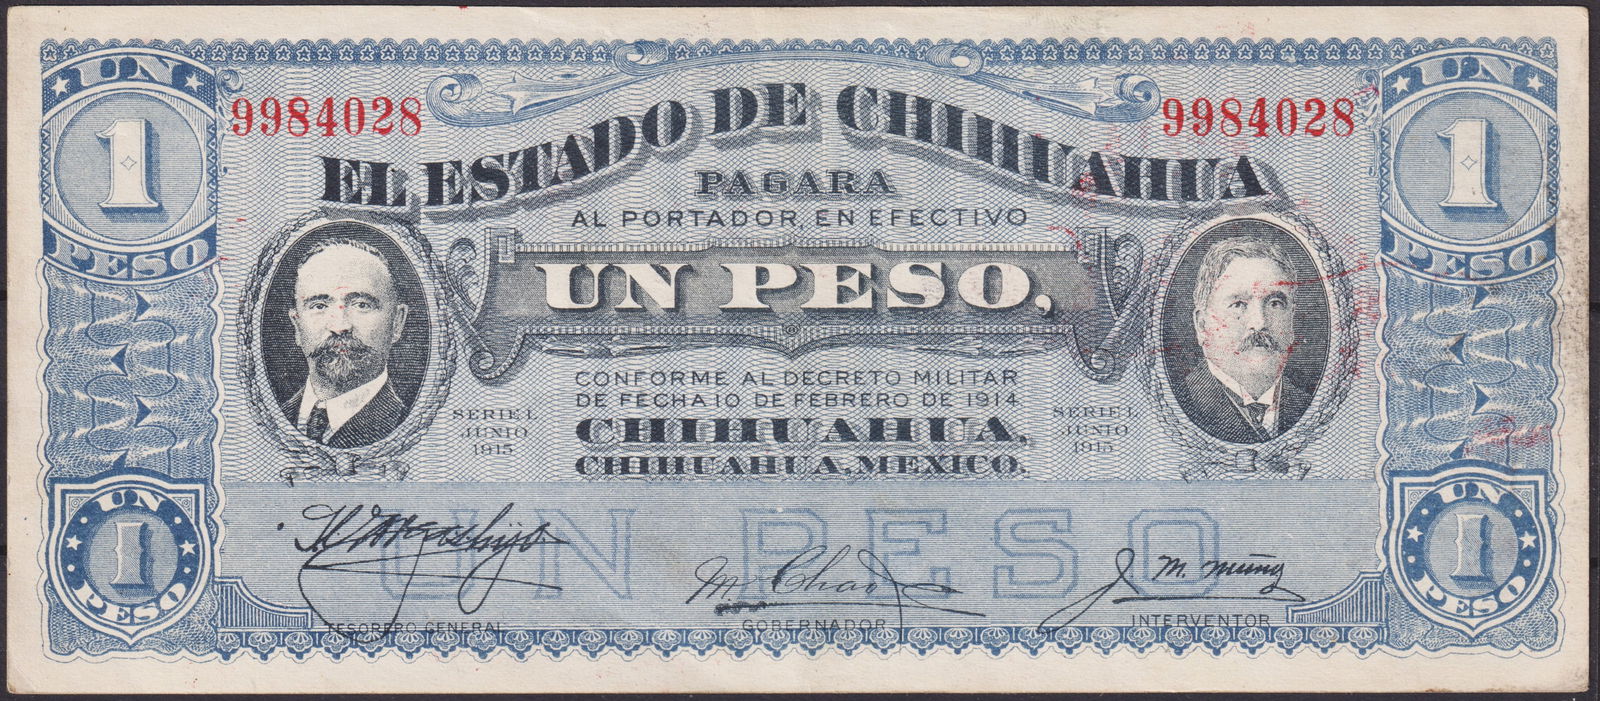 UN
1
PESO
UN
1
PESO
9984028
9984028
EL ESTADO DE CHIHUAHUA
PAGARA
AL PORTADOR, EN EFECTIVO
UN PESO,
CONFORME AL DECRETO MILITAR
DE FECHA 10 DE FEBRERO DE 1914
CHIHUAHUA,
CHIHUAHUA, MEXICO.
SERIE L
JUNIO
1915
SERIE L
JUNIO
1915
UN
1
PESO
UN
1
PESO
UN PESO
M. Chao
J. M. Muñoz
TESORERO GENERAL
GOBERNADOR
INTERVENTOR